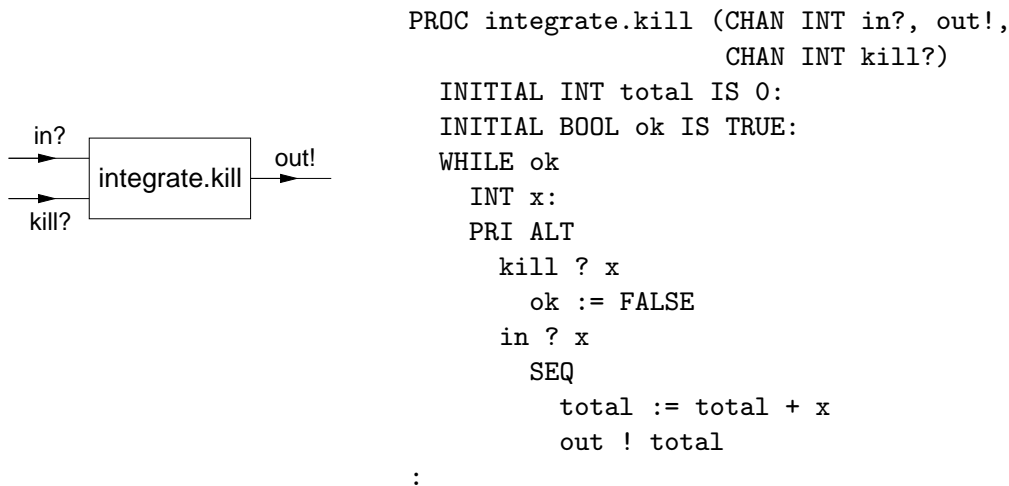 in?
kill?
integrate.kill
out!
PROC integrate.kill (CHAN INT in?, out!,
                     CHAN INT kill?)
  INITIAL INT total IS 0:
  INITIAL BOOL ok IS TRUE:
  WHILE ok
    INT x:
    PRI ALT
      kill ? x
        ok := FALSE
      in ? x
        SEQ
          total := total + x
          out ! total
: